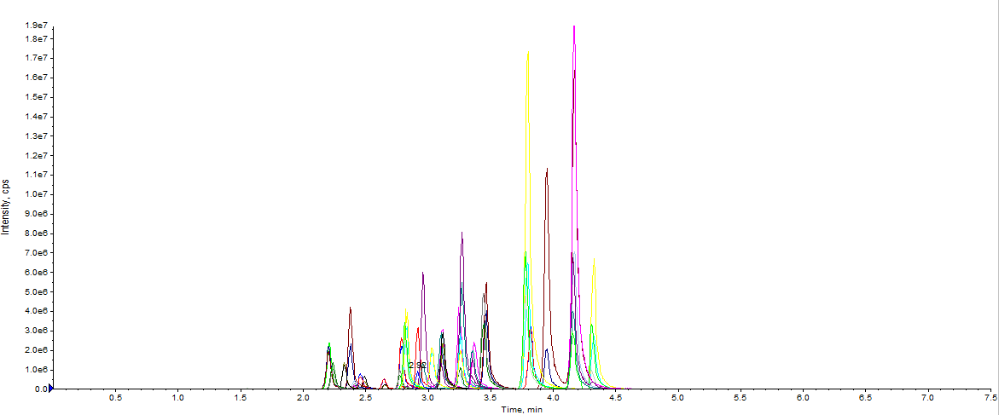 1.9e7
1.8e7
1.7e7
1.6e7
1.5e7
1.4e7
1.3e7
1.2e7
1.1e7
1.0e7
9.0e6
8.0e6
7.0e6
6.0e6
5.0e6
4.0e6
3.0e6
2.0e6
1.0e6
0.0
Intensity, cps
2.92
0.5 1.0 1.5 2.0 2.5 3.0 3.5 4.0 4.5 5.0 5.5 6.0 6.5 7.0 7.5
Time, min